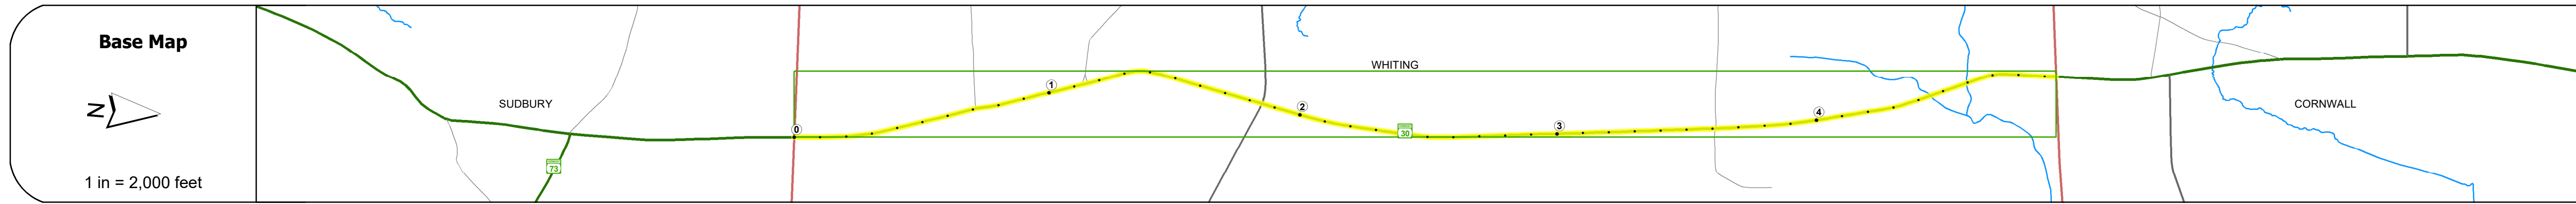 Base Map
N
1 in = 2,000 feet
SUDBURY
73
0
1
WHITING
2
30
3
4
CORNWALL